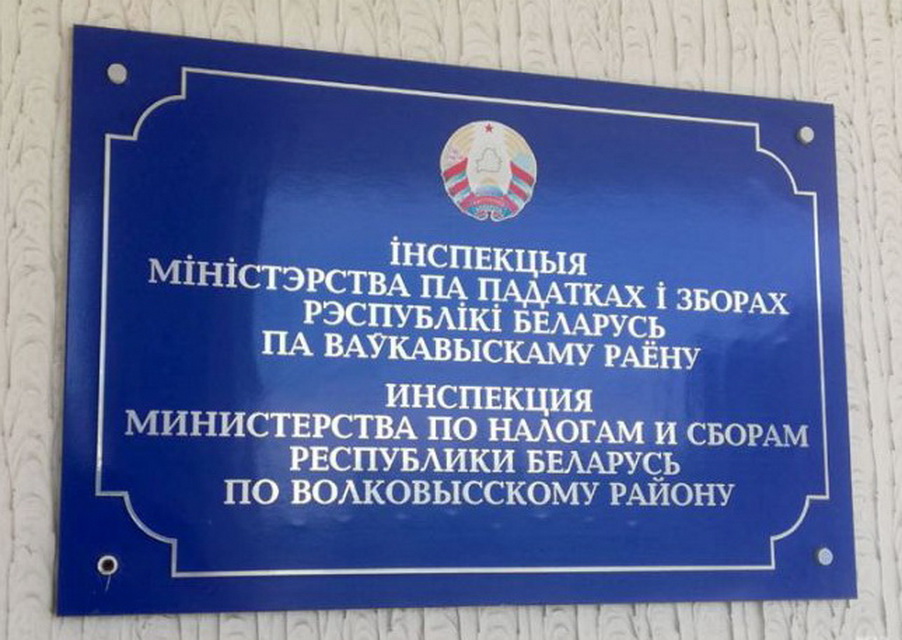 ІНСПЕКЦЫЯ
МІНІСТЭРСТВА ПА ПАДАТКАХ І ЗБОРАХ
РЭСПУБЛІКІ БЕЛАРУСЬ
ПА ВАЎКАВЫСКАМУ РАЁНУ
ИНСПЕКЦИЯ
МИНИСТЕРСТВА ПО НАЛОГАМ И СБОРАМ
РЕСПУБЛИКИ БЕЛАРУСЬ
ПО ВОЛКОВЫССКОМУ РАЙОНУ